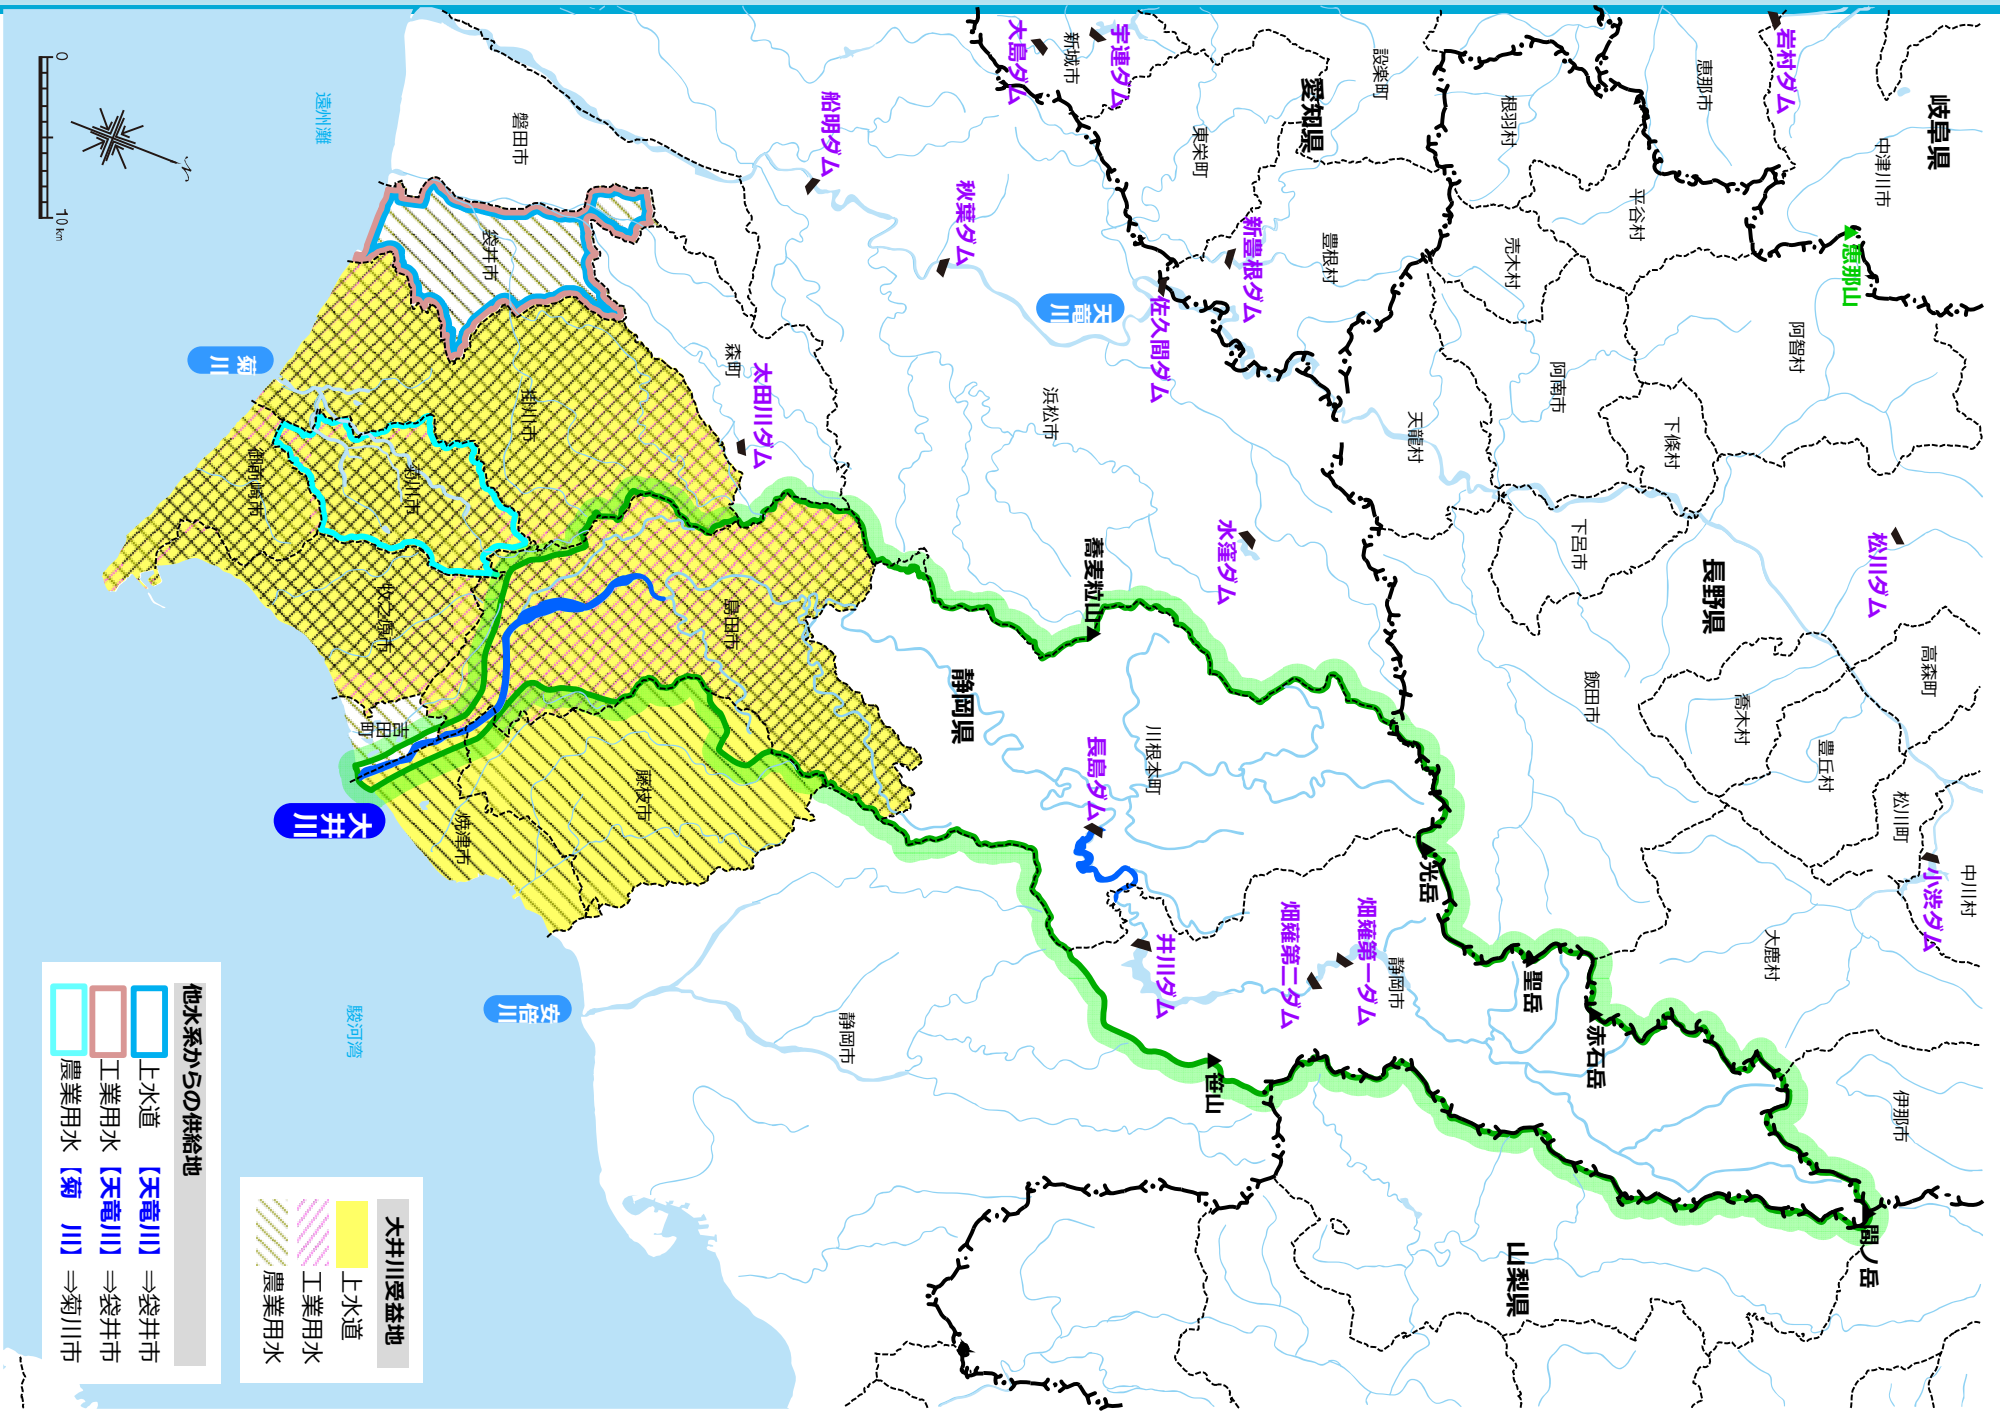 岐阜県
中津川市
岩村ダム
恵那市
恵那山
根羽村
平谷村
売木村
阿智村
阿南市
下條村
天龍村
設楽町
愛知県
東栄町
豊根村
新豊根ダム
宇連ダム
新城市
大島ダム
佐久間ダム
天竜川
船明ダム
秋葉ダム
磐田市
遠州灘
袋井市
森町
太田川ダム
浜松市
水窪ダム
蕎麦粒山
菊川
掛川市
菊川市
御前崎市
牧之原市
島田市
吉田町
藤枝市
焼津市
大井川
静岡県
川根本町
長島ダム
井川ダム
畑薙第二ダム
畑薙第一ダム
静岡市
静岡市
安倍川
駿河湾
下呂市
長野県
飯田市
松川ダム
高森町
喬木村
豊丘村
松川町
中川村
小渋ダム
大鹿村
伊那市
光岳
聖岳
赤石岳
笹山
間ノ岳
山梨県
0
10km
大井川受益地
上水道
工業用水
農業用水
他水系からの供給地
上水道 【天竜川】 ⇒袋井市
工業用水 【天竜川】 ⇒袋井市
農業用水 【菊 川】 ⇒菊川市